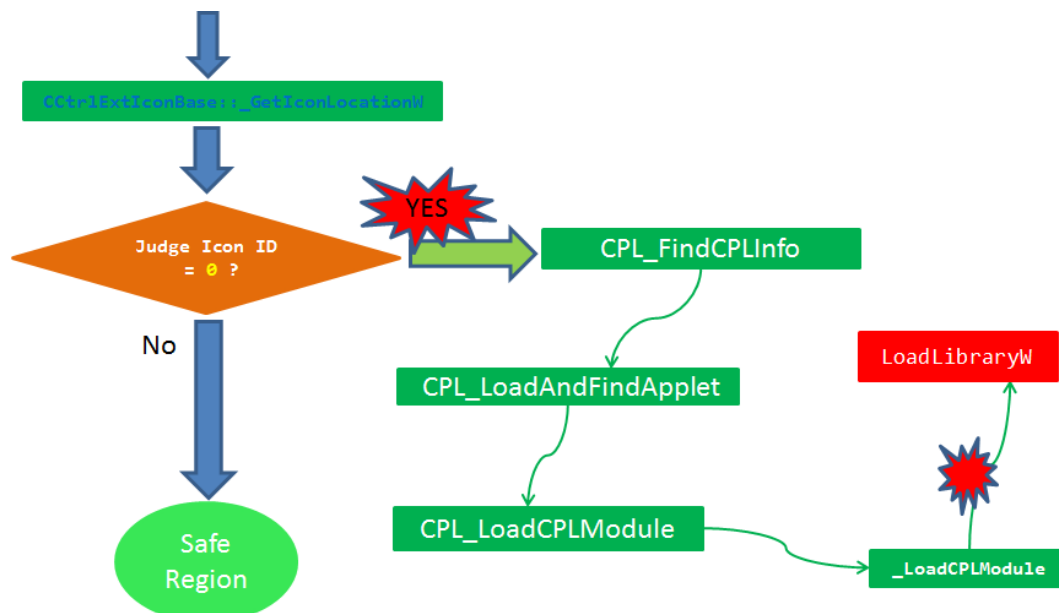 CCtrlExtIconBase::_GetIconLocationW
YES
Judge Icon ID
= 0 ?
CPL_FindCPLInfo
No
LoadLibraryW
CPL_LoadAndFindApplet
CPL_LoadCPLModule
_LoadCPLModule
Safe
Region